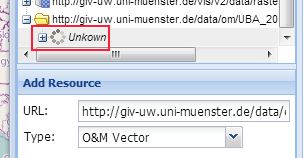 http://giv-uw.uni-muenster.de/vis/v2/data/raste
http://giv-uw.uni-muenster.de/data/om/UBA_20
Unkown
Add Resource
URL: http://giv-uw.uni-muenster.de/data/
Type: O&M Vector